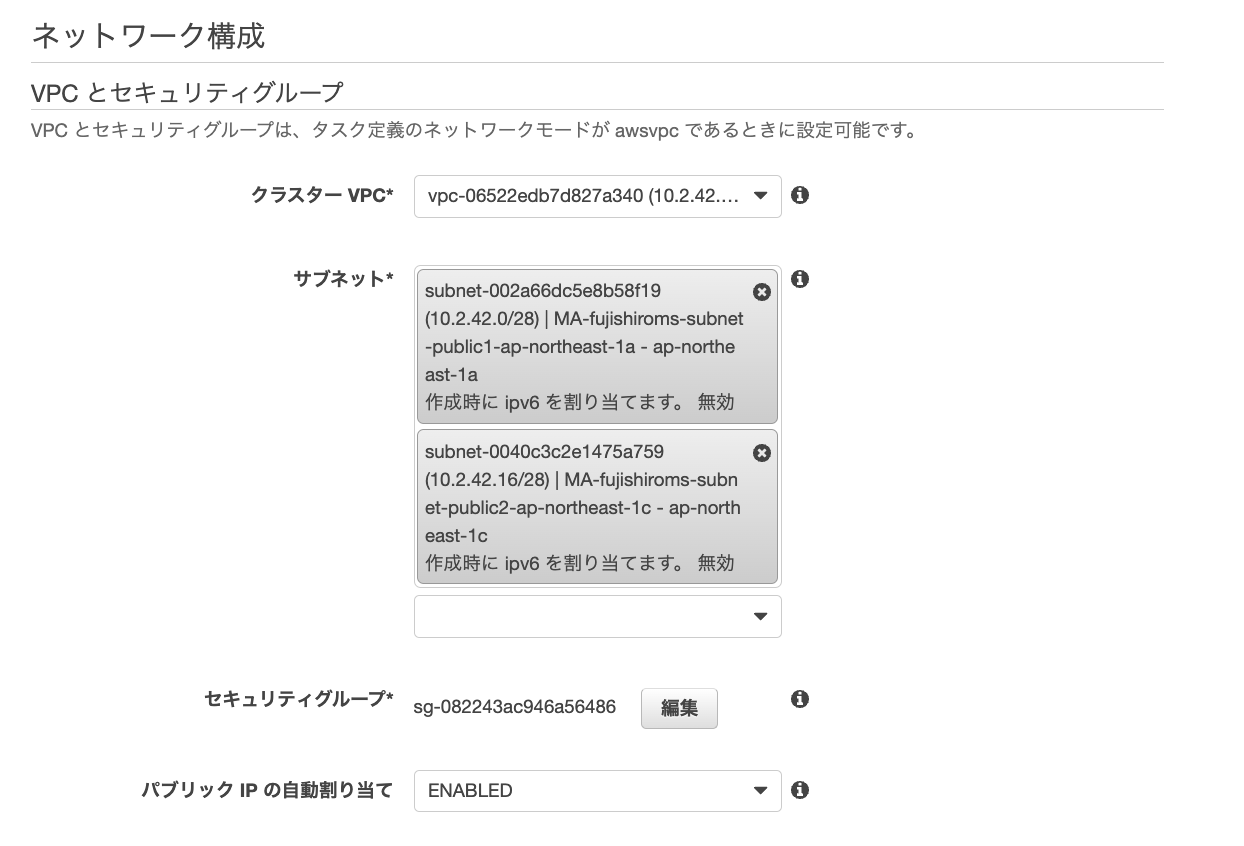 ネットワーク構成
VPC とセキュリティグループ
VPC とセキュリティグループは、タスク定義のネットワークモードが awsvpc であるときに設定可能です。
クラスター VPC*
vpc-06522edb7d827a340 (10.2.42.…
サブネット*
subnet-002a66dc5e8b58f19
(10.2.42.0/28) | MA-fujishiroms-subnet
-public1-ap-northeast-1a - ap-northe
ast-1a
作成時に ipv6 を割り当てます。 無効
subnet-0040c3c2e1475a759
(10.2.42.16/28) | MA-fujishiroms-subn
et-public2-ap-northeast-1c - ap-north
east-1c
作成時に ipv6 を割り当てます。 無効
セキュリティグループ*
sg-082243ac946a56486
編集
パブリック IP の自動割り当て
ENABLED